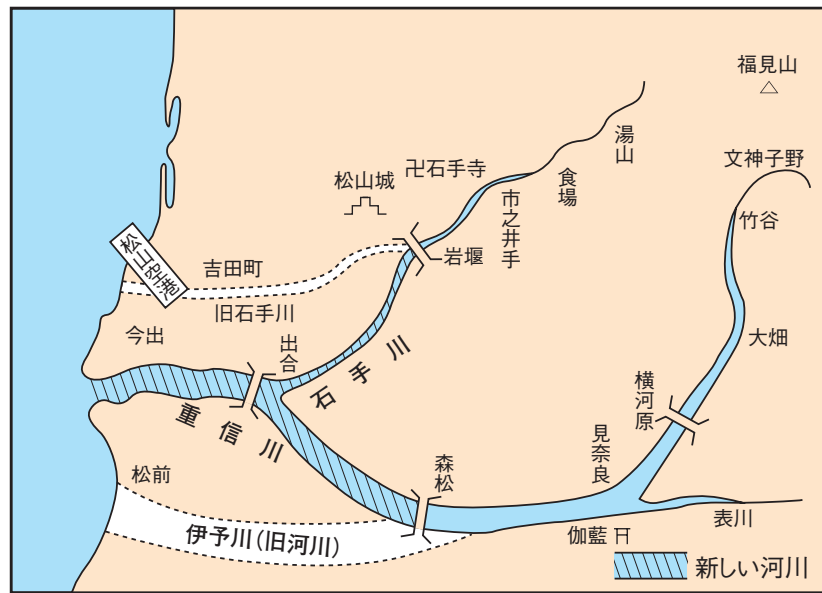 福見山
湯山
文神子野
卍石手寺
食場
松山城
市之井手
竹谷
松山空港
岩堰
吉田町
旧石手川
今出
出合
大畑
石手川
横河原
重信川
見奈良
森松
松前
表川
伊予川(旧河川)
伽藍
新しい河川